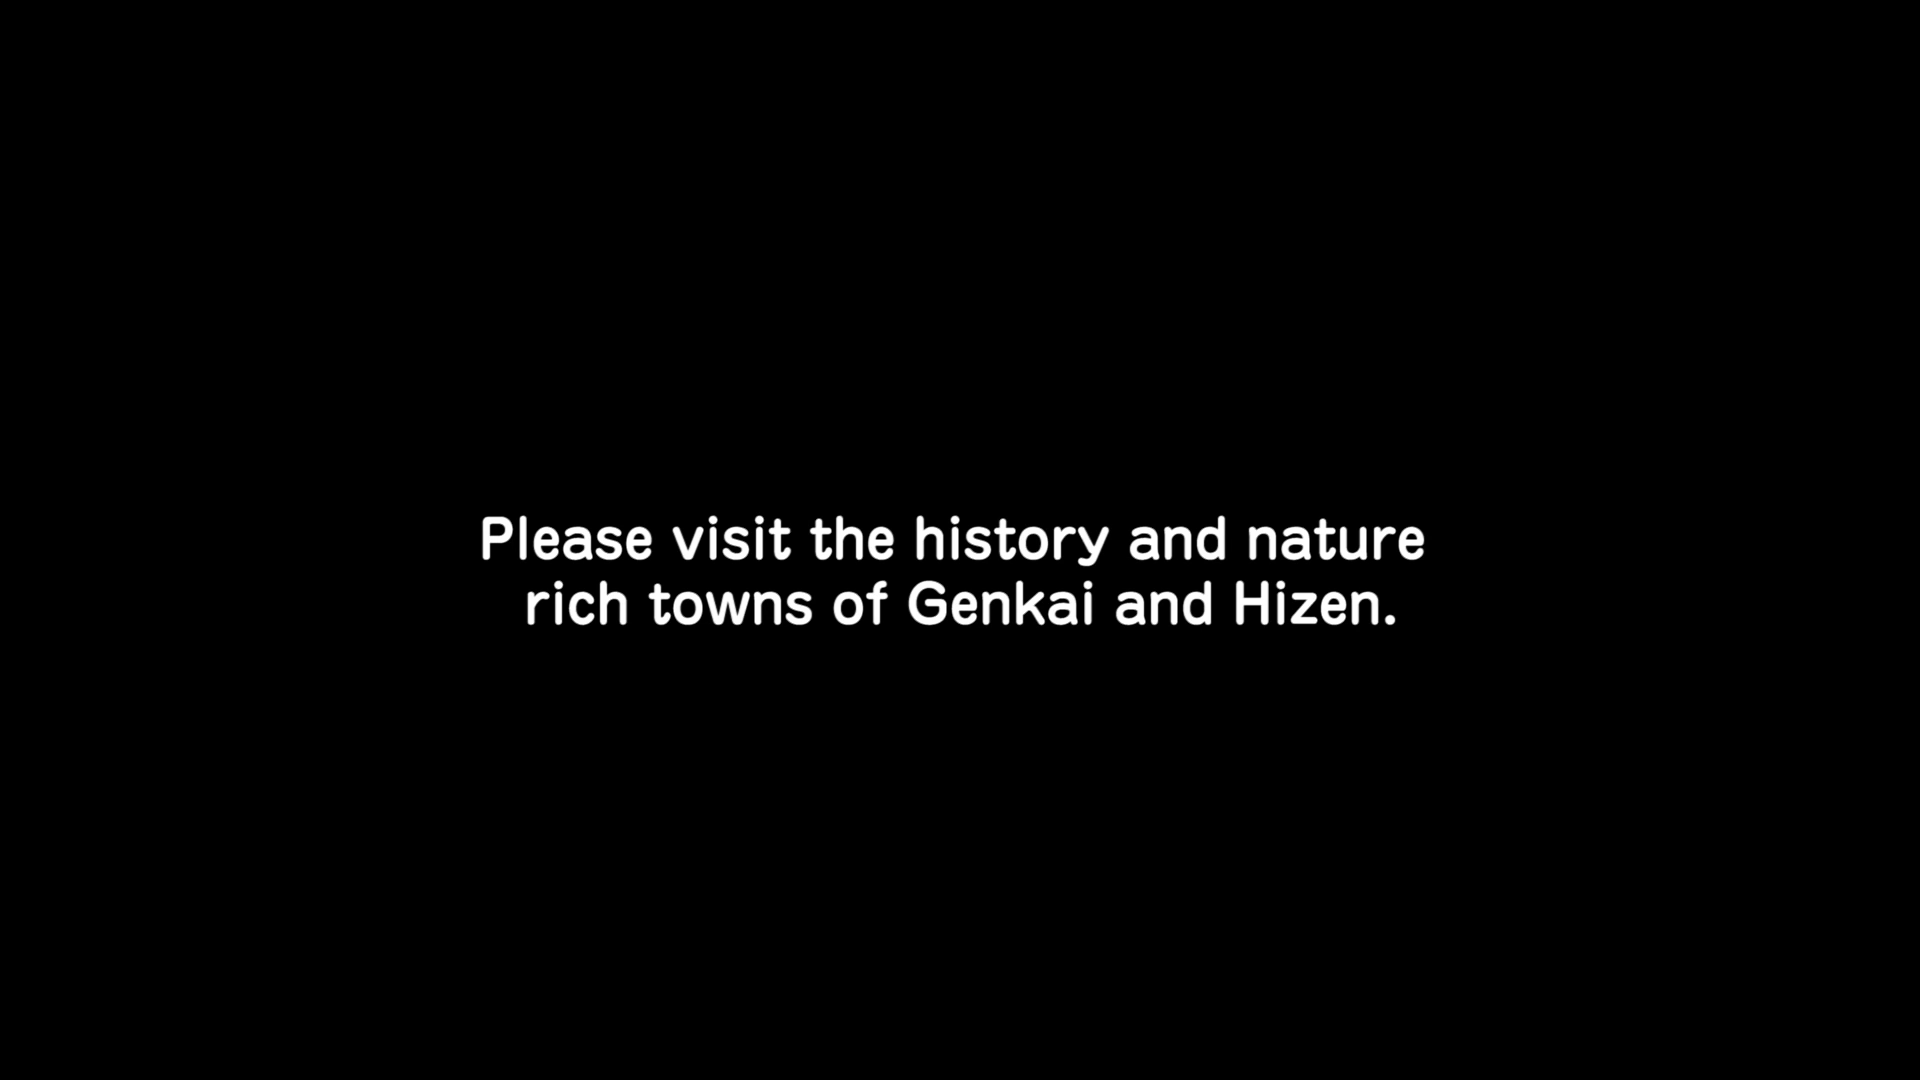 Please visit the history and nature
rich towns of Genkai and Hizen.